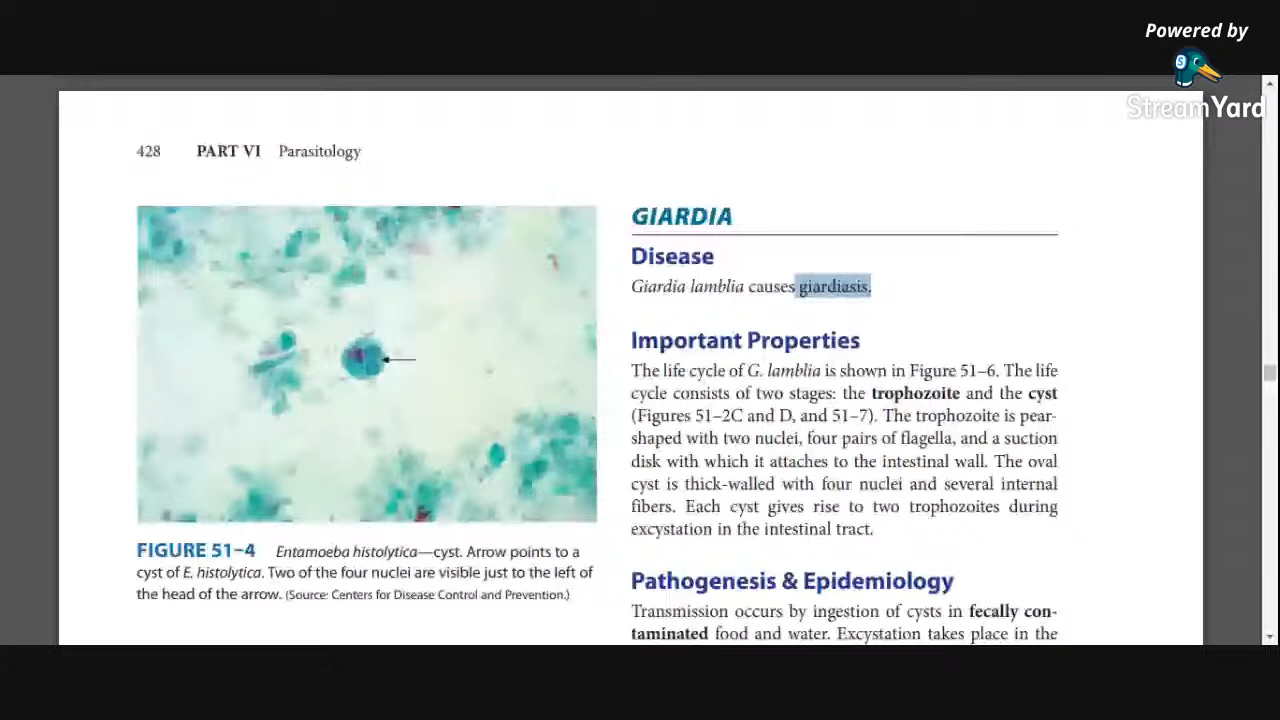 Powered by
StreamYard
428 PART VI Parasitology
FIGURE 51–4 Entamoeba histolytica—cyst. Arrow points to a
cyst of E. histolytica. Two of the four nuclei are visible just to the left of
the head of the arrow. (Source: Centers for Disease Control and Prevention.)
GIARDIA
Disease
Giardia lamblia causes giardiasis.
Important Properties
The life cycle of G. lamblia is shown in Figure 51–6. The life
cycle consists of two stages: the trophozoite and the cyst
(Figures 51–2C and D, and 51–7). The trophozoite is pear-
shaped with two nuclei, four pairs of flagella, and a suction
disk with which it attaches to the intestinal wall. The oval
cyst is thick-walled with four nuclei and several internal
fibers. Each cyst gives rise to two trophozoites during
excystation in the intestinal tract.
Pathogenesis & Epidemiology
Transmission occurs by ingestion of cysts in fecally con-
taminated food and water. Excystation takes place in the